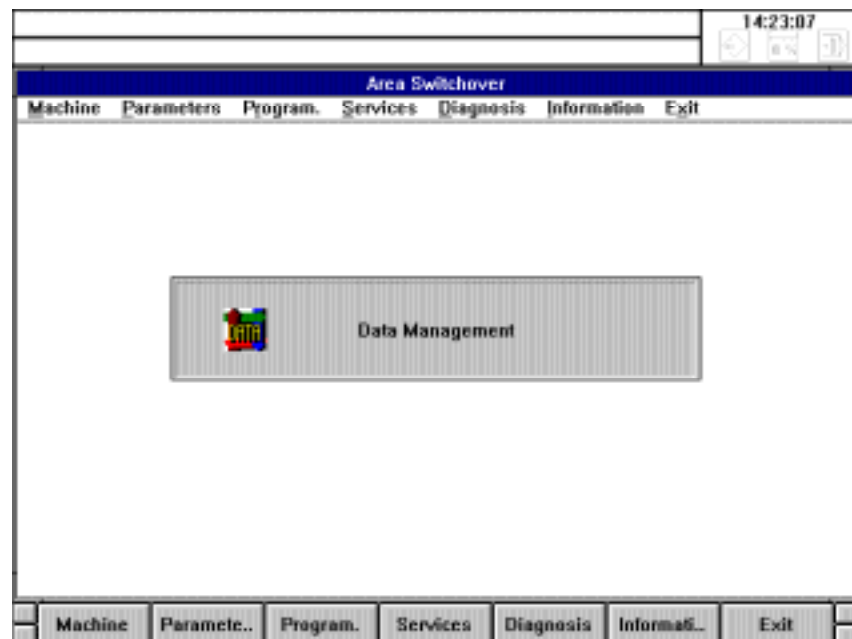 14:23:07
Area Switchover
Machine Parameters Program. Services Diagnosis Information Exit
DATA Data Management
Machine Paramete.. Program. Services Diagnosis Informati.. Exit